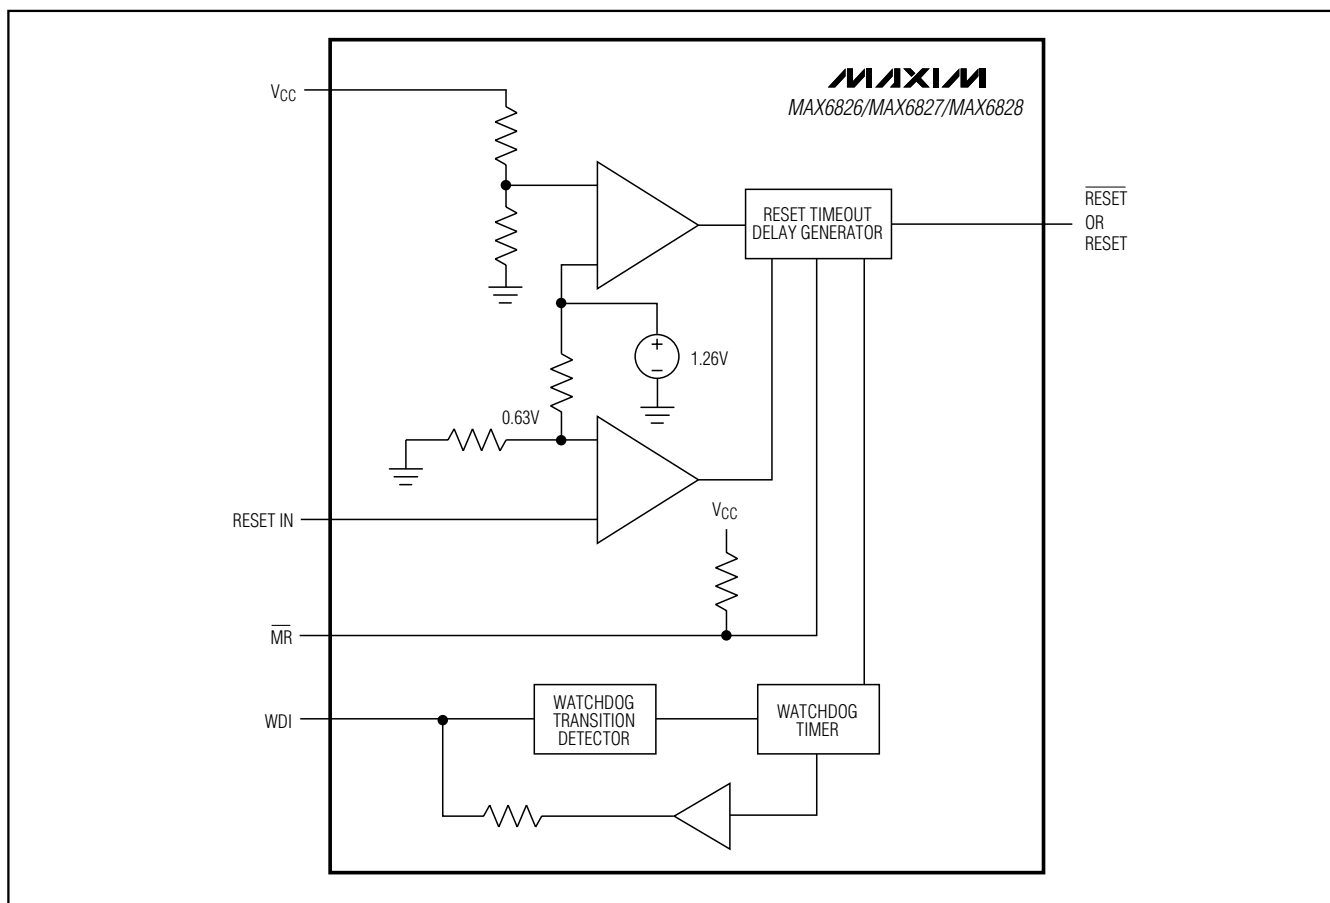 MAXIM
MAX6826/MAX6827/MAX6828
VCC
RESET TIMEOUT
DELAY GENERATOR
RESET
OR
RESET
+
−
1.26V
0.63V
RESET IN
VCC
MR
WDI
WATCHDOG
TRANSITION
DETECTOR
WATCHDOG
TIMER